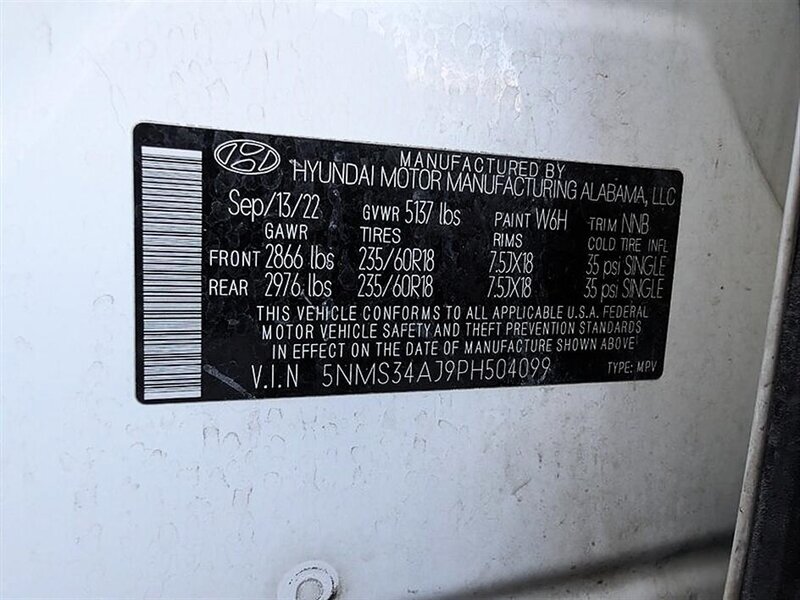 MANUFACTURED BY
HYUNDAI MOTOR MANUFACTURING ALABAMA, LLC
Sep/13/22 GVWR 5137 lbs PAINT W6H TRIM NNB
GAWR TIRES RIMS COLD TIRE INFL
FRONT 2866 lbs 235/60R18 7.5JX18 35 psi SINGLE
REAR 2976 lbs 235/60R18 7.5JX18 35 psi SINGLE
THIS VEHICLE CONFORMS TO ALL APPLICABLE U.S.A. FEDERAL
MOTOR VEHICLE SAFETY AND THEFT PREVENTION STANDARDS
IN EFFECT ON THE DATE OF MANUFACTURE SHOWN ABOVE
V.I.N 5NMS34AJ9PH504099 TYPE: MPV